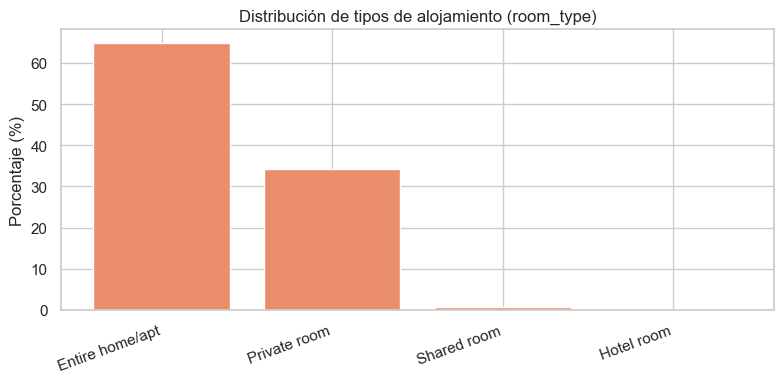 Distribución de tipos de alojamiento (room_type)
Porcentaje (%)
60
50
40
30
20
10
0
Entire home/apt
Private room
Shared room
Hotel room